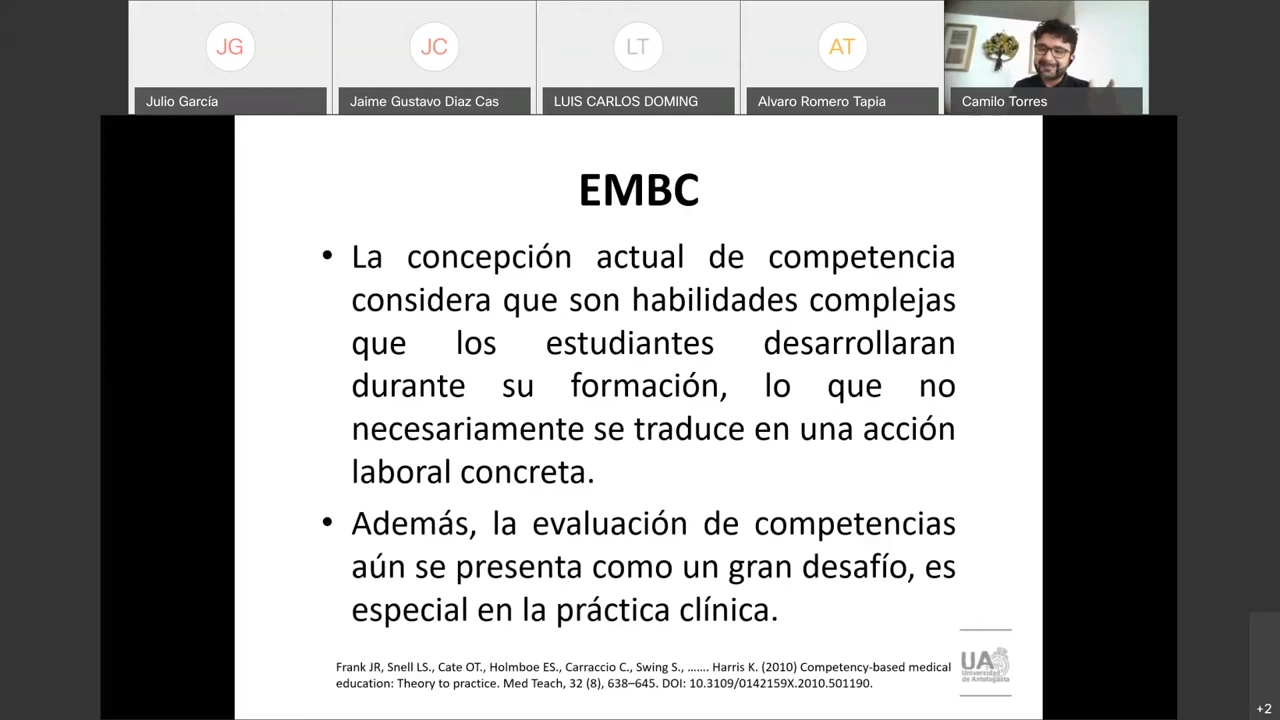 JG
JC
LT
AT
Julio García
Jaime Gustavo Diaz Cas
LUIS CARLOS DOMING
Alvaro Romero Tapia
Camilo Torres
EMBC
• La concepción actual de competencia
considera que son habilidades complejas
que los estudiantes desarrollaran
durante su formación, lo que no
necesariamente se traduce en una acción
laboral concreta.
• Además, la evaluación de competencias
aún se presenta como un gran desafío, es
especial en la práctica clínica.
Frank JR, Snell LS., Cate OT., Holmboe ES., Carraccio C., Swing S., ……. Harris K. (2010) Competency-based medical
education: Theory to practice. Med Teach, 32 (8), 638–645. DOI: 10.3109/0142159X.2010.501190.
UA
Universidad
de Antofagasta
+2